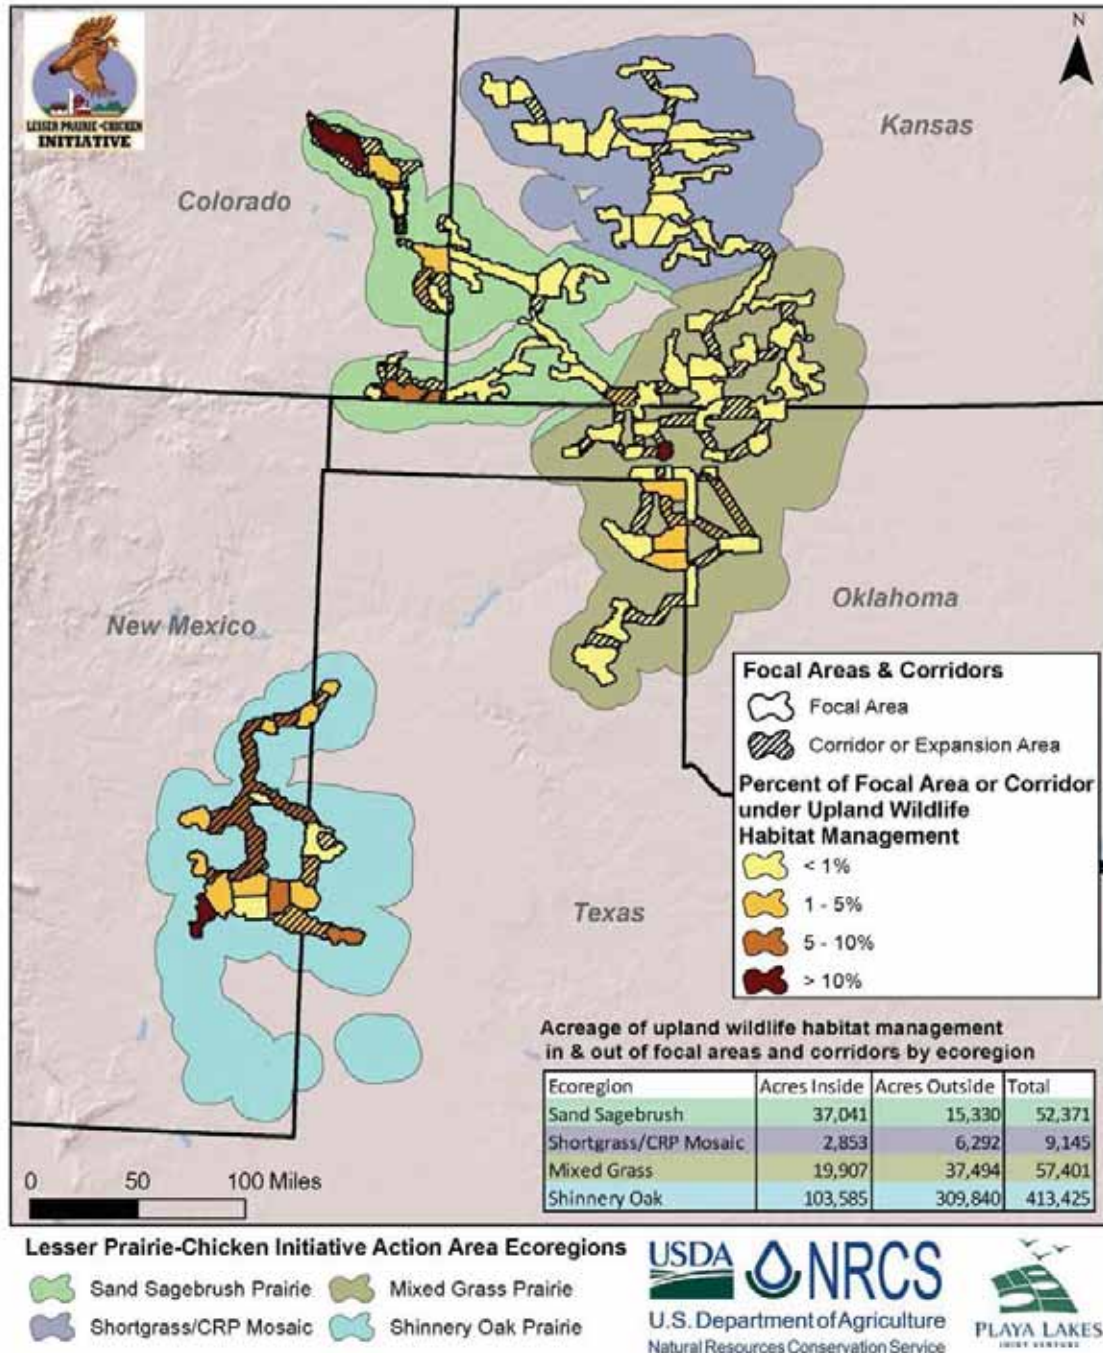 LESSER PRAIRIE-CHICKEN
INITIATIVE
N
Kansas
Colorado
New Mexico
Oklahoma
Texas
Focal Areas & Corridors
Focal Area
Corridor or Expansion Area
Percent of Focal Area or Corridor
under Upland Wildlife
Habitat Management
< 1%
1 - 5%
5 - 10%
> 10%
Acreage of upland wildlife habitat management
in & out of focal areas and corridors by ecoregion
Ecoregion Acres Inside Acres Outside Total
Sand Sagebrush 37,041 15,330 52,371
Shortgrass/CRP Mosaic 2,853 6,292 9,145
Mixed Grass 19,907 37,494 57,401
Shinnery Oak 103,585 309,840 413,425
0 50 100 Miles
Lesser Prairie-Chicken Initiative Action Area Ecoregions
Sand Sagebrush Prairie
Mixed Grass Prairie
Shortgrass/CRP Mosaic
Shinnery Oak Prairie
USDA NRCS
U.S. Department of Agriculture
Natural Resources Conservation Service
PLAYA LAKES
JOINT VENTURE